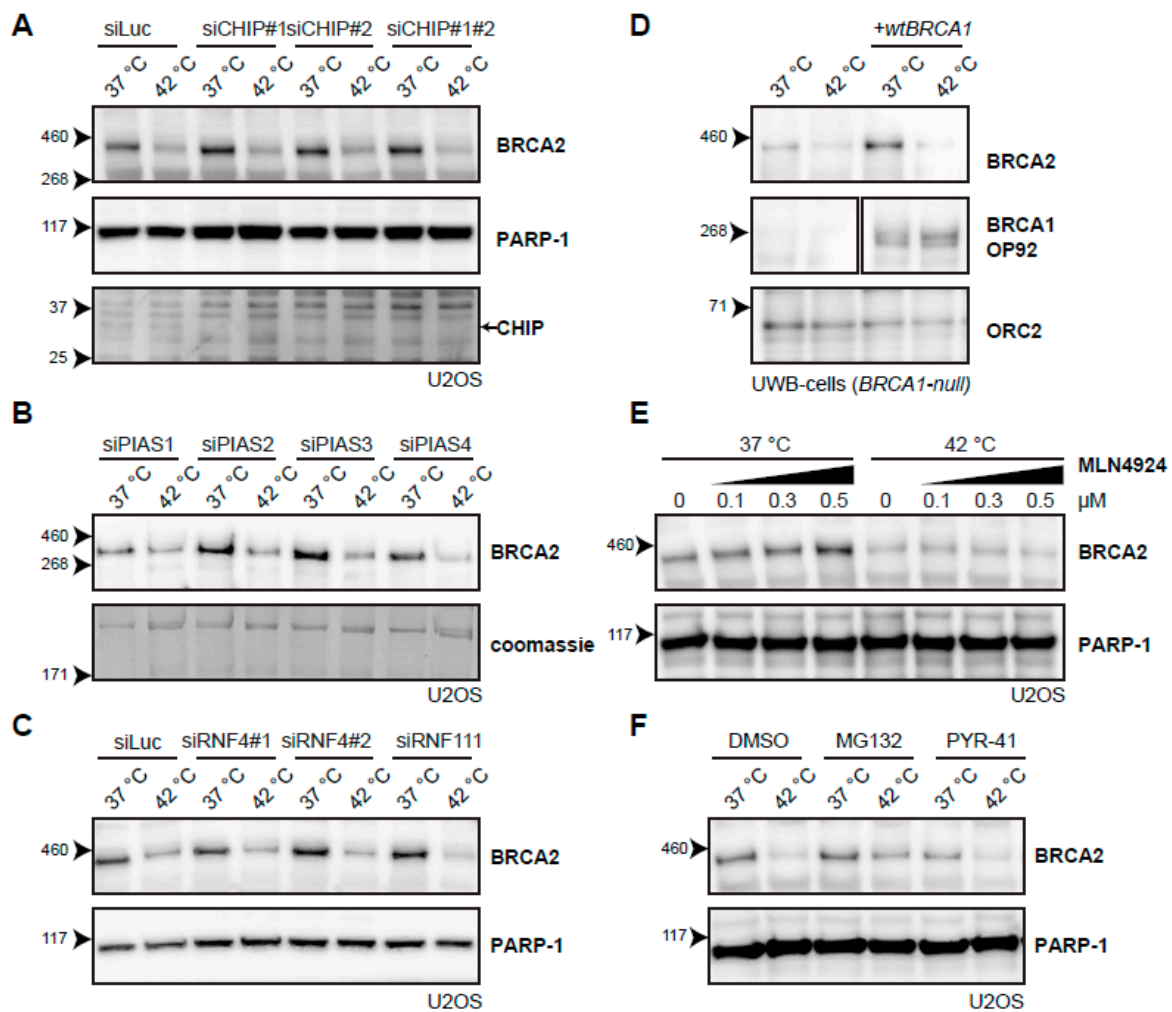 A
siLuc siCHIP#1 siCHIP#2 siCHIP#1#2
37 °C 42 °C 37 °C 42 °C 37 °C 42 °C 37 °C 42 °C
460
BRCA2
268
117
PARP-1
37
CHIP
25
U2OS
B
siPIAS1 siPIAS2 siPIAS3 siPIAS4
37 °C 42 °C 37 °C 42 °C 37 °C 42 °C 37 °C 42 °C
460
BRCA2
268
coomassie
171
U2OS
C
siLuc siRNF4#1 siRNF4#2 siRNF111
37 °C 42 °C 37 °C 42 °C 37 °C 42 °C 37 °C 42 °C
460
BRCA2
117
PARP-1
U2OS
D
+wtBRCA1
37 °C 42 °C 37 °C 42 °C
460
BRCA2
268
BRCA1
OP92
71
ORC2
UWB-cells (BRCA1-null)
E
37 °C 42 °C
MLN4924
0 0.1 0.3 0.5 0 0.1 0.3 0.5 µM
460
BRCA2
117
PARP-1
U2OS
F
DMSO MG132 PYR-41
37 °C 42 °C 37 °C 42 °C 37 °C 42 °C
460
BRCA2
117
PARP-1
U2OS